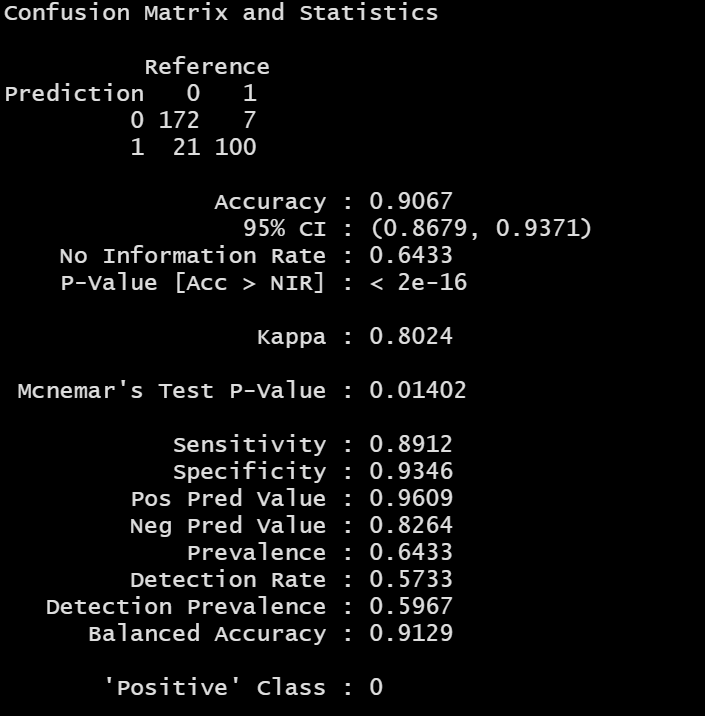 Confusion Matrix and Statistics
Reference
Prediction 0 1
0 172 7
1 21 100
Accuracy : 0.9067
95% CI : (0.8679, 0.9371)
No Information Rate : 0.6433
P-Value [Acc > NIR] : < 2e-16
Kappa : 0.8024
Mcnemar's Test P-Value : 0.01402
Sensitivity : 0.8912
Specificity : 0.9346
Pos Pred Value : 0.9609
Neg Pred Value : 0.8264
Prevalence : 0.6433
Detection Rate : 0.5733
Detection Prevalence : 0.5967
Balanced Accuracy : 0.9129
'Positive' Class : 0